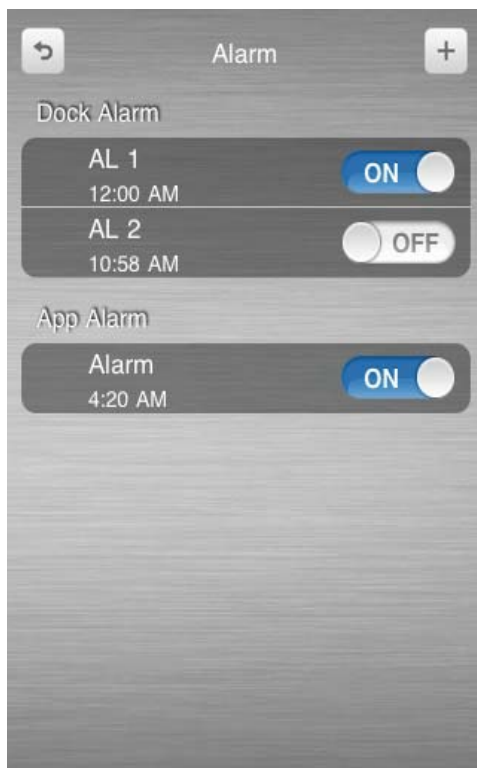 Alarm
+
Dock Alarm
AL 1
ON
12:00 AM
AL 2
OFF
10:58 AM
App Alarm
Alarm
ON
4:20 AM